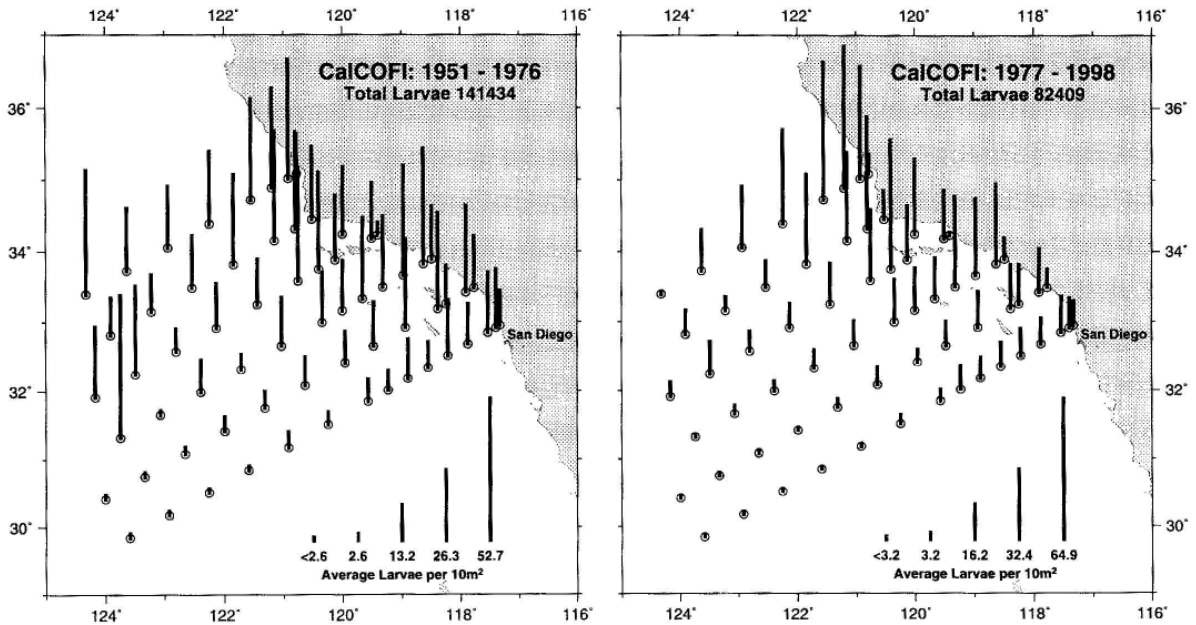 124° 122° 120° 118° 116°
CalCOFI: 1951 - 1976
Total Larvae 141434
36°
34°
32°
30°
San Diego
<2.6 2.6 13.2 26.3 52.7
Average Larvae per 10m²
124° 122° 120° 118° 116°
124° 122° 120° 118° 116°
CalCOFI: 1977 - 1998
Total Larvae 82409
36°
34°
32°
30°
San Diego
<3.2 3.2 16.2 32.4 64.9
Average Larvae per 10m²
124° 122° 120° 118° 116°